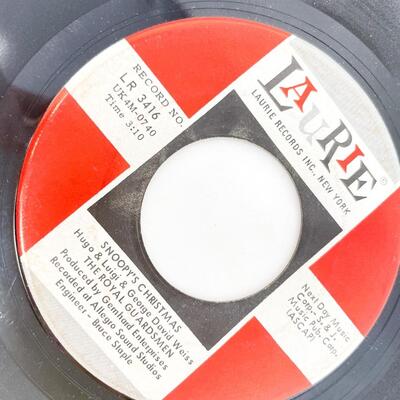 LAURIE
©
LAURIE RECORDS INC., NEW YORK
RECORD NO.
LR 3416
UK4M-0740
Time 3:10
Next Day Music
Corp.- S. & J.
Music Pub. Corp.
(ASCAP)
SNOOPY'S CHRISTMAS
Hugo & Luigi & George David Weiss
THE ROYAL GUARDSMEN
Produced by Gernhard Enterprises
Recorded at Allegro Sound Studios
Engineer : Bruce Staple